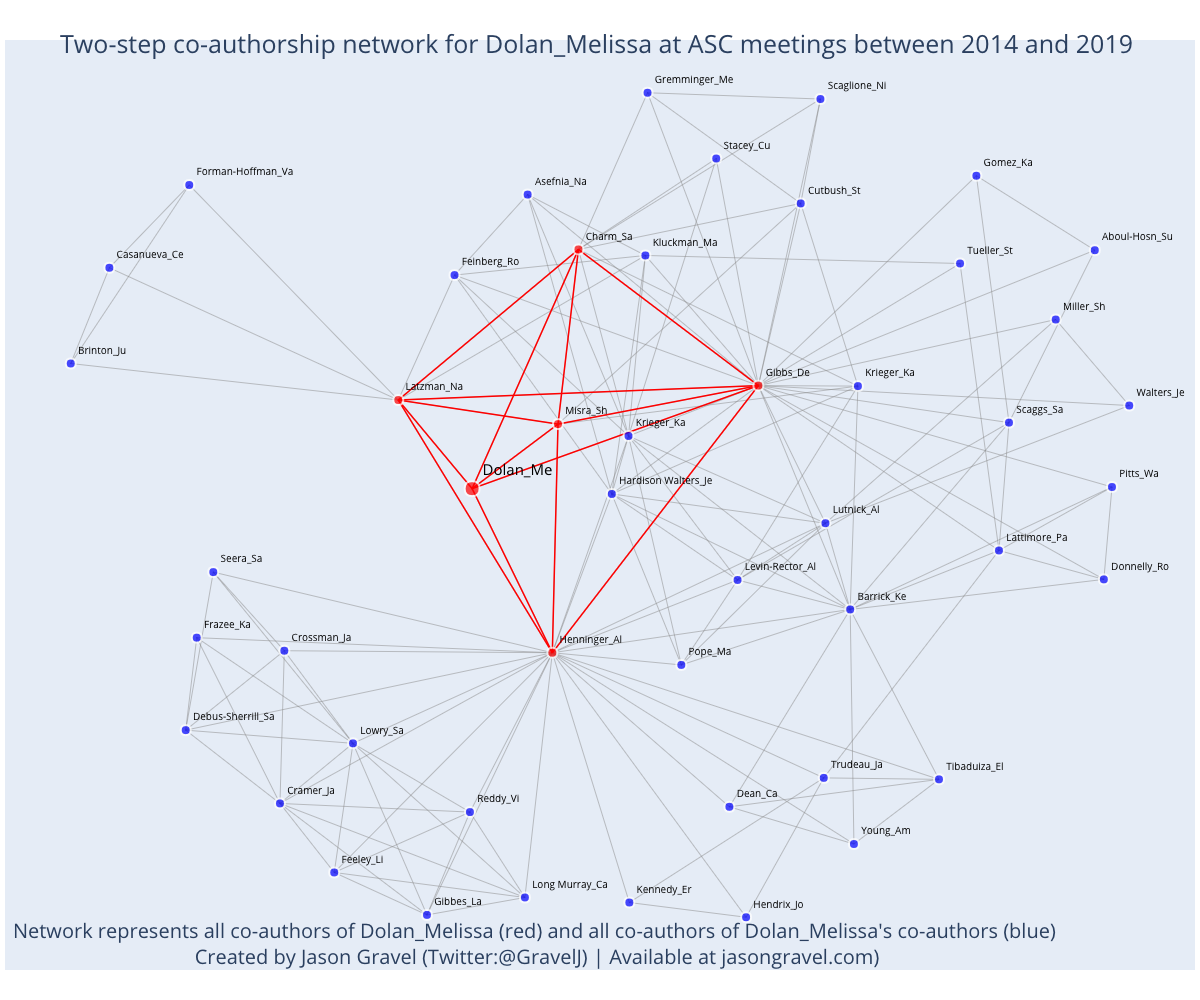 Two-step co-authorship network for Dolan_Melissa at ASC meetings between 2014 and 2019
Gremminger_Me
Scaglione_Ni
Stacey_Cu
Gomez_Ka
Forman-Hoffman_Va
Asefnia_Na
Cutbush_St
Charm_Sa
Kluckman_Ma
Aboul-Hosn_Su
Casanueva_Ce
Feinberg_Ro
Tueller_St
Miller_Sh
Brinton_Ju
Latzman_Na
Gibbs_De
Krieger_Ka
Walters_Je
Misra_Sh
Krieger_Ka
Scaggs_Sa
Dolan_Me
Hardison Walters_Je
Pitts_Wa
Lutnick_Al
Lattimore_Pa
Seera_Sa
Levin-Rector_Al
Donnelly_Ro
Barrick_Ke
Frazee_Ka
Crossman_Ja
Henninger_Al
Pope_Ma
Debus-Sherrill_Sa
Lowry_Sa
Trudeau_Ja
Tibaduiza_El
Cramer_Ja
Reddy_Vi
Dean_Ca
Young_Am
Feeley_Li
Long Murray_Ca
Kennedy_Er
Gibbes_La
Hendrix_Jo
Network represents all co-authors of Dolan_Melissa (red) and all co-authors of Dolan_Melissa's co-authors (blue)
Created by Jason Gravel (Twitter:@GravelJ) | Available at jasongravel.com)